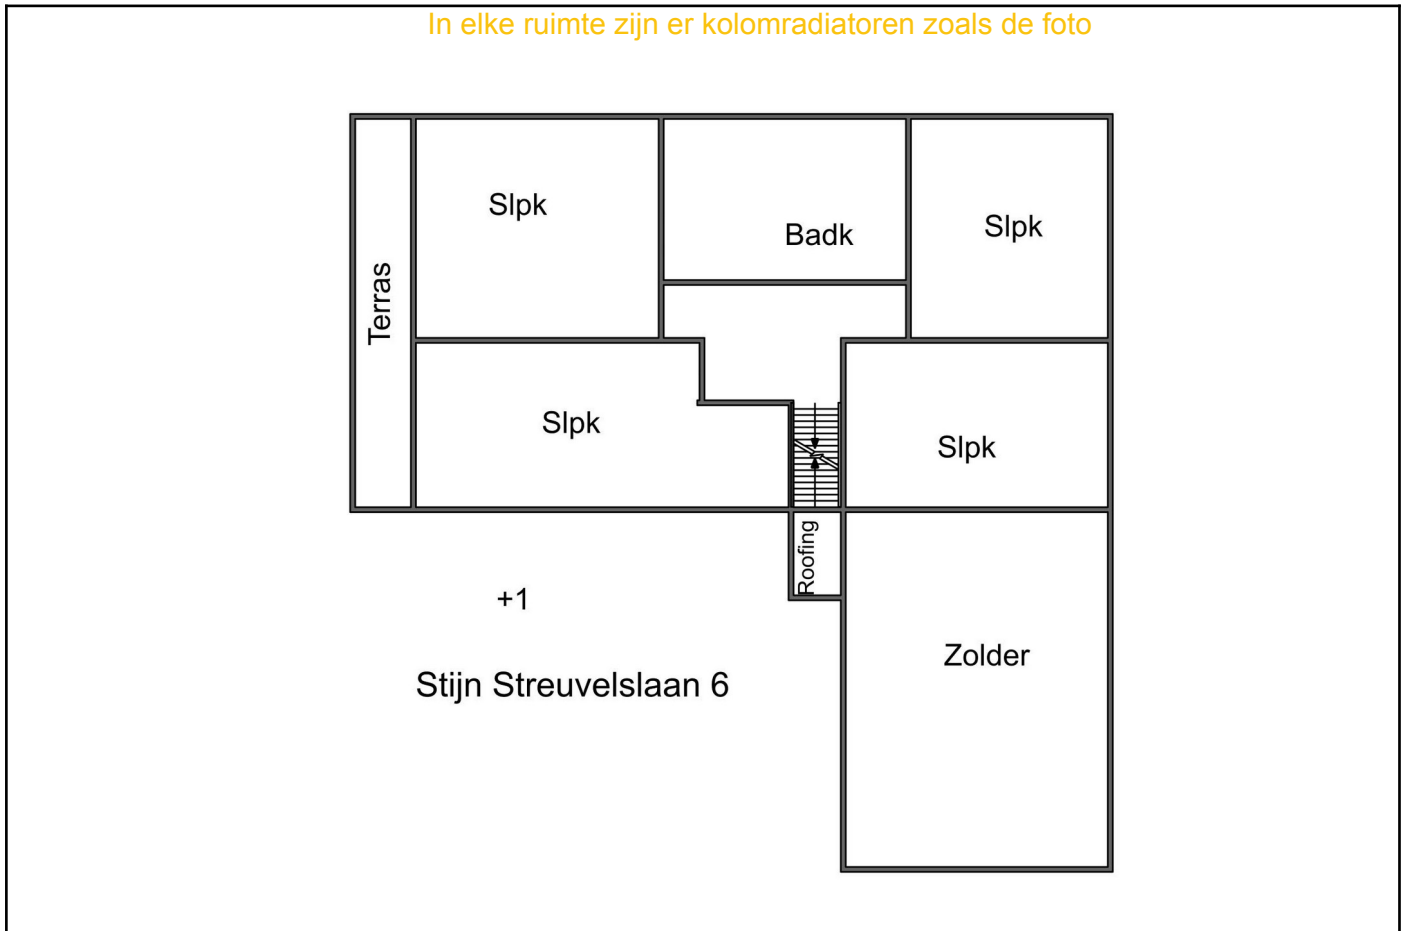 In elke ruimte zijn er kolomradiatoren zoals de foto
Slpk
Badk
Slpk
Terras
Slpk
Slpk
Roofing
+1
Zolder
Stijn Streuvelslaan 6